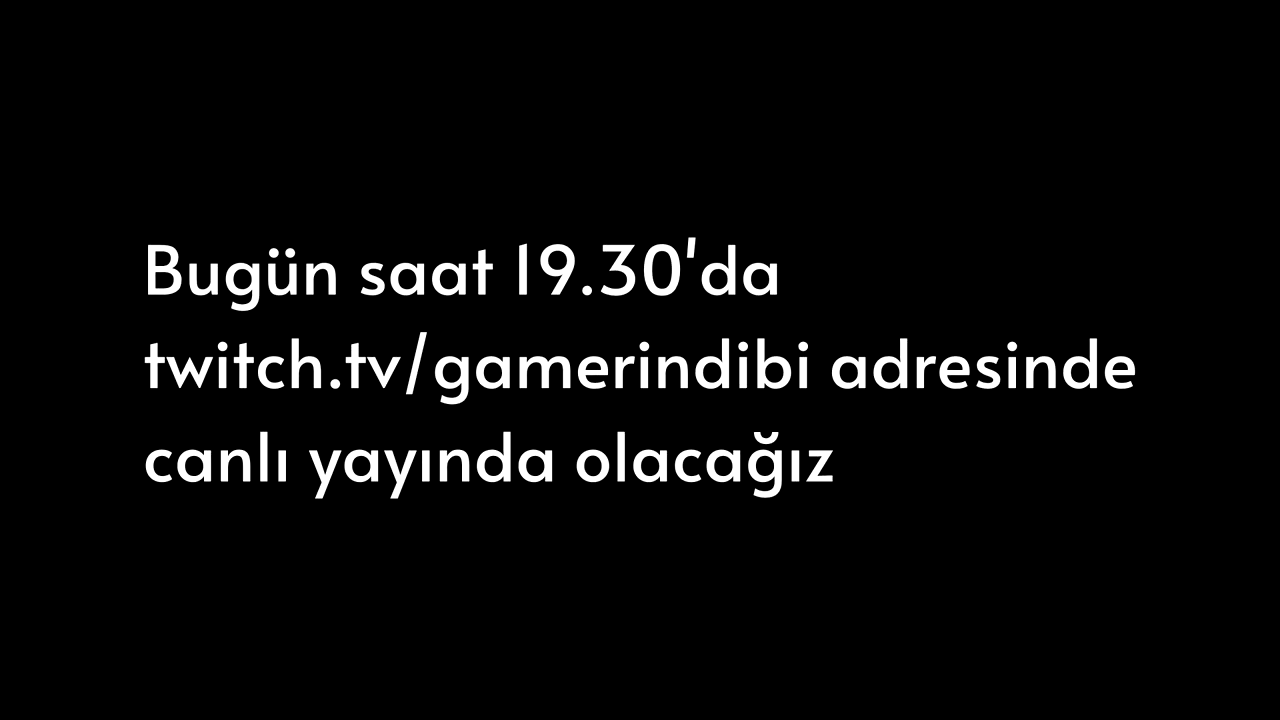 Bugün saat 19.30'da
twitch.tv/gamerindibi adresinde
canlı yayında olacağız